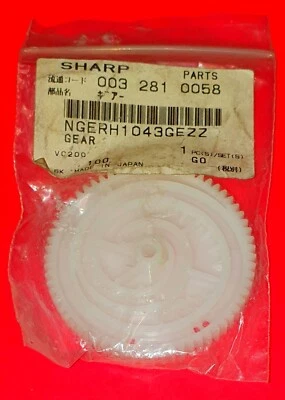 SHARP PARTS
流通コード 003 281 0058
部品名 ギアー
NGERH1043GEZZ
GEAR
VC200 1 PC(S)/SET(S)
100 GO
MADE IN JAPAN